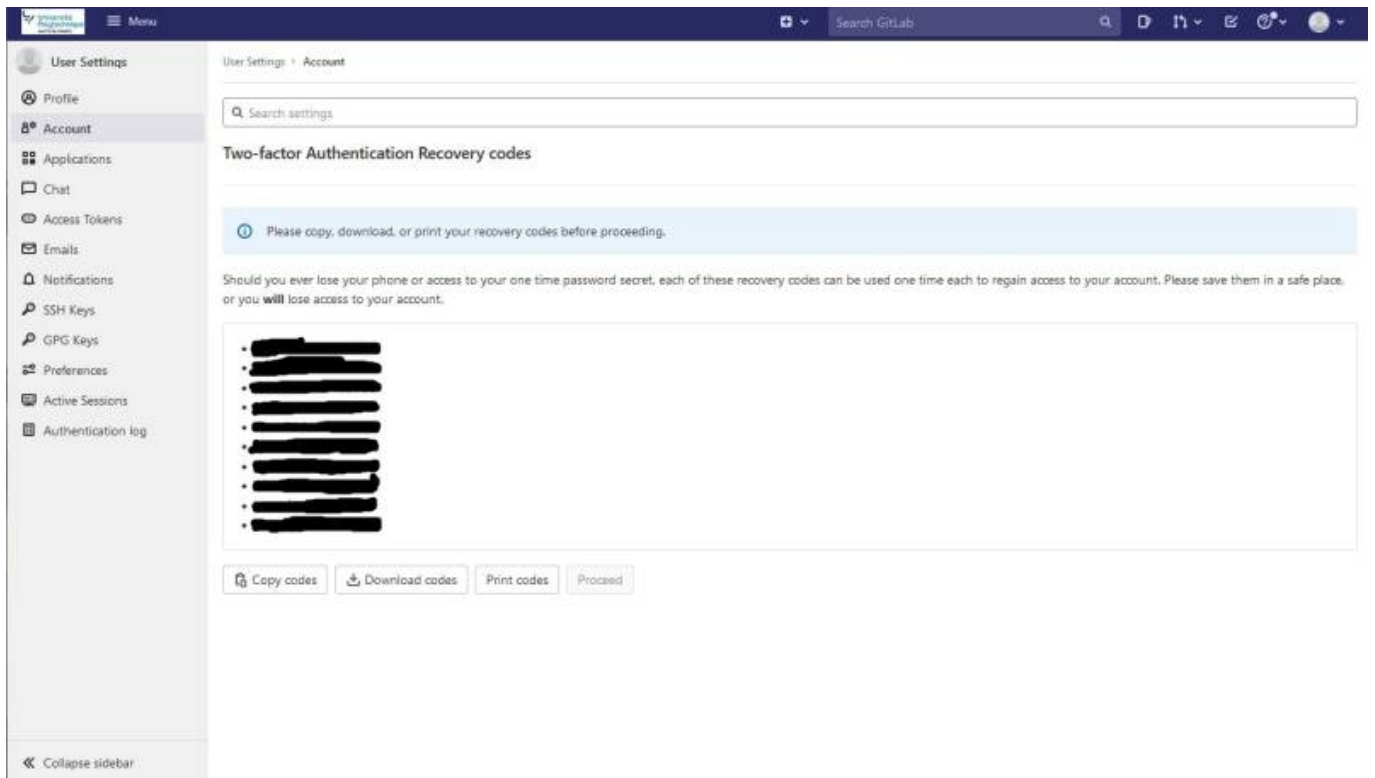 Université
Polytechnique
Menu
Search GitLab
User Settings
Profile
Account
Applications
Chat
Access Tokens
Emails
Notifications
SSH Keys
GPG Keys
Preferences
Active Sessions
Authentication log
Collapse sidebar
User Settings › Account
Search settings
Two-factor Authentication Recovery codes
Please copy, download, or print your recovery codes before proceeding.
Should you ever lose your phone or access to your one time password secret, each of these recovery codes can be used one time each to regain access to your account. Please save them in a safe place,
or you will lose access to your account.
Copy codes
Download codes
Print codes
Proceed